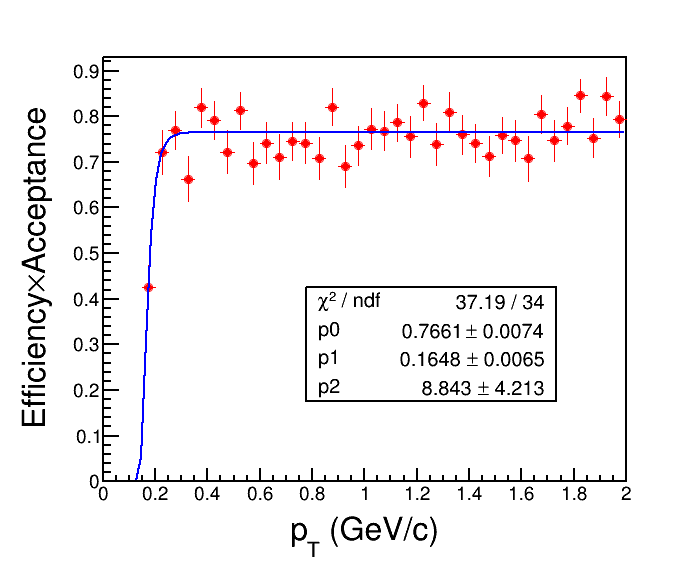 Efficiency×Acceptance
0.9
0.8
0.7
0.6
0.5
0.4
0.3
0.2
0.1
0
χ² / ndf 37.19 / 34
p0 0.7661 ± 0.0074
p1 0.1648 ± 0.0065
p2 8.843 ± 4.213
0 0.2 0.4 0.6 0.8 1 1.2 1.4 1.6 1.8 2
p_T (GeV/c)